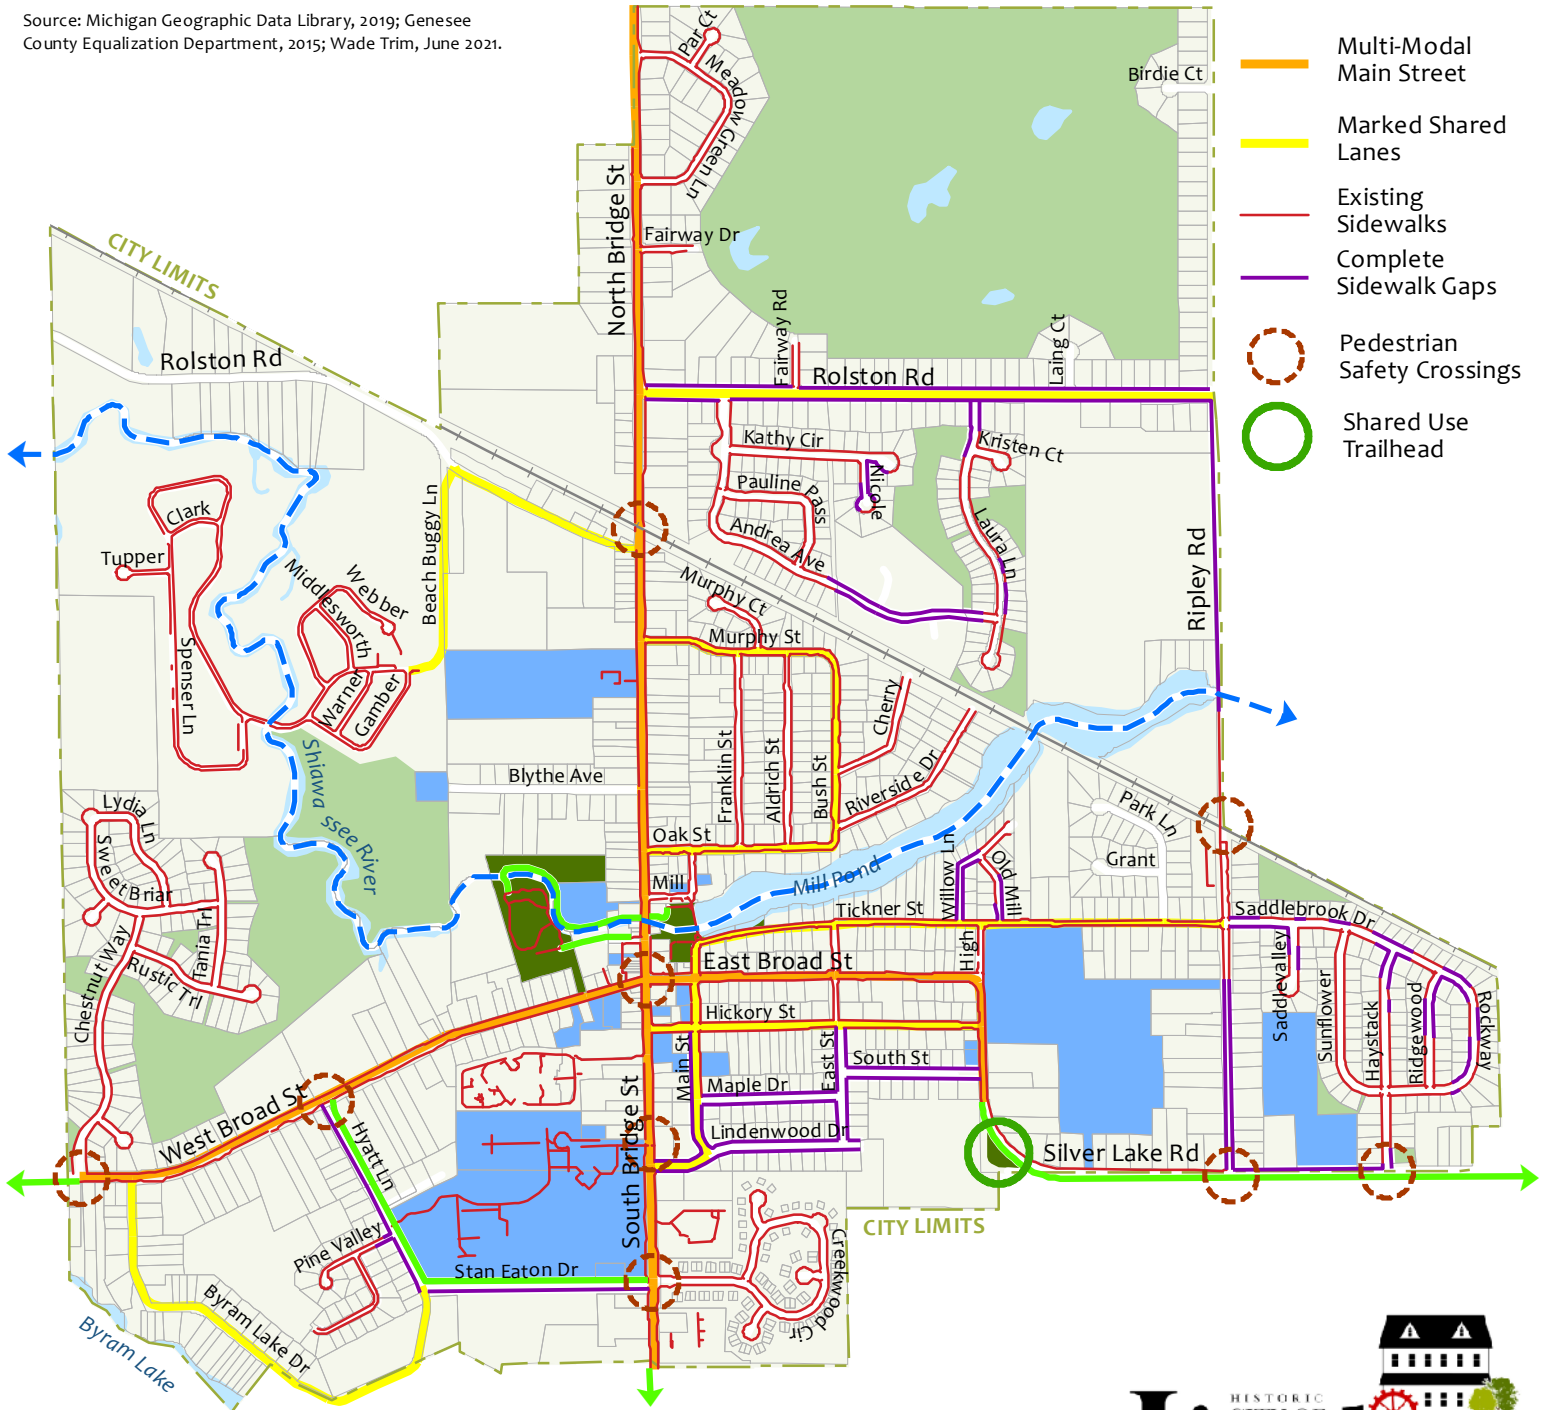 Source: Michigan Geographic Data Library, 2019; Genesee
County Equalization Department, 2015; Wade Trim, June 2021.
Multi-Modal
Main Street
Marked Shared
Lanes
Existing
Sidewalks
Complete
Sidewalk Gaps
Pedestrian
Safety Crossings
Shared Use
Trailhead
Par Ct
Meadow Green Ln
Birdie Ct
North Bridge St
Fairway Dr
CITY LIMITS
Fairway Rd
Laing Ct
Rolston Rd
Rolston Rd
Kathy Cir
Kristen Ct
Nicole
Pauline Pass
Andrea Ave
Laura Ln
Ripley Rd
Beach Buggy Ln
Clark
Tupper
Middlesworth
Webber
Spenser Ln
Warner
Gamber
Murphy Ct
Murphy St
Cherry
Riverside Dr
Franklin St
Aldrich St
Bush St
Blythe Ave
Shiawassee River
Lydia Ln
Sweet Briar
Tania Tr
Chestnut Way
Rustic Trl
Oak St
Mill
Mill Pond
Willow Ln
Old Mill
Park Ln
Grant
Tickner St
Saddlebrook Dr
East Broad St
High
Hickory St
Main St
East St
South St
Maple Dr
Lindenwood Dr
Saddlevalley
Sunflower
Haystack
Ridgewood
Rockway
West Broad St
Hyatt Ln
South Bridge St
Silver Lake Rd
CITY LIMITS
Pine Valley
Stan Eaton Dr
Creekwood Cir
Byram Lake Dr
Byram Lake
HISTORIC